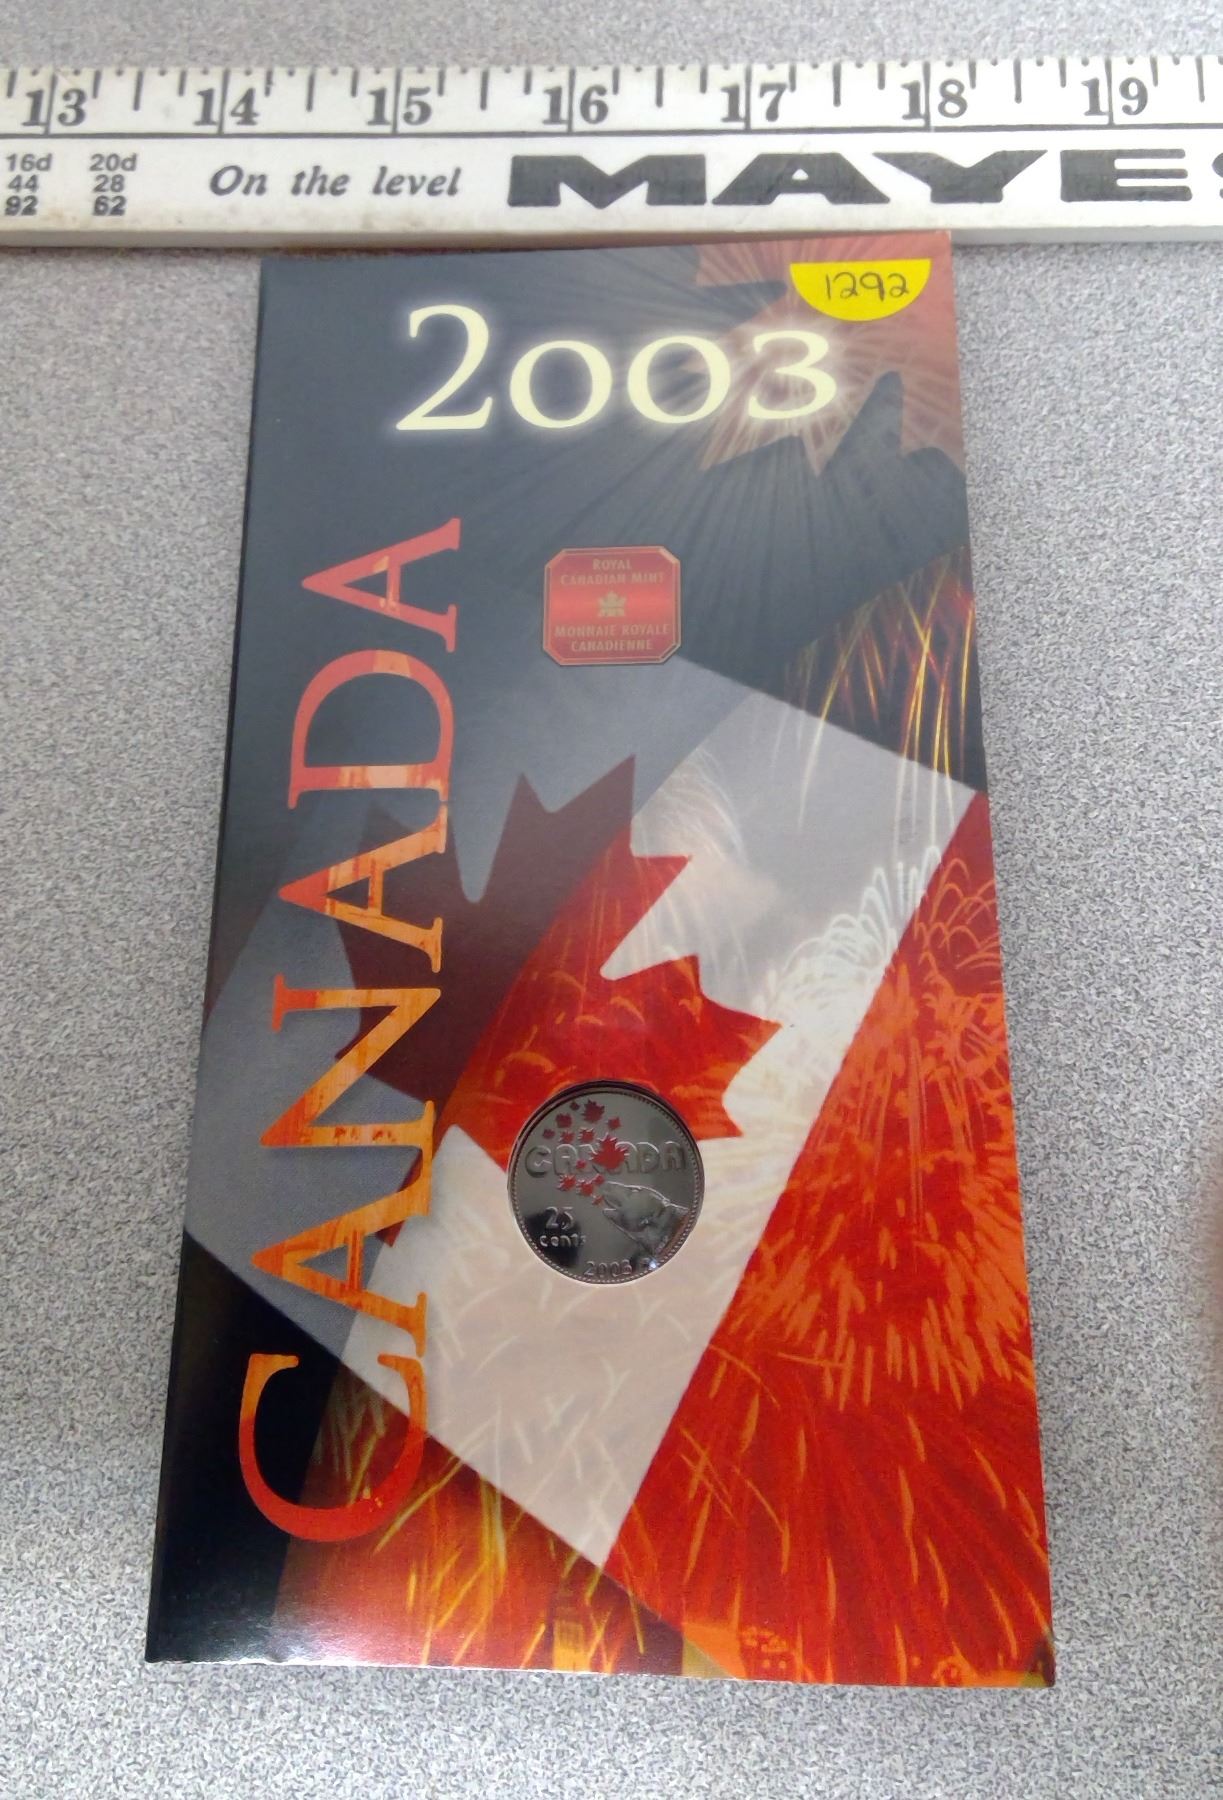 13 14 15 16 17 18 19
16d 20d
44 28
92 62
On the level MAYES
1292
2003
ROYAL
CANADIAN MINT
MONNAIE ROYALE
CANADIENNE
CANADA
CANADA
25
cents
2003